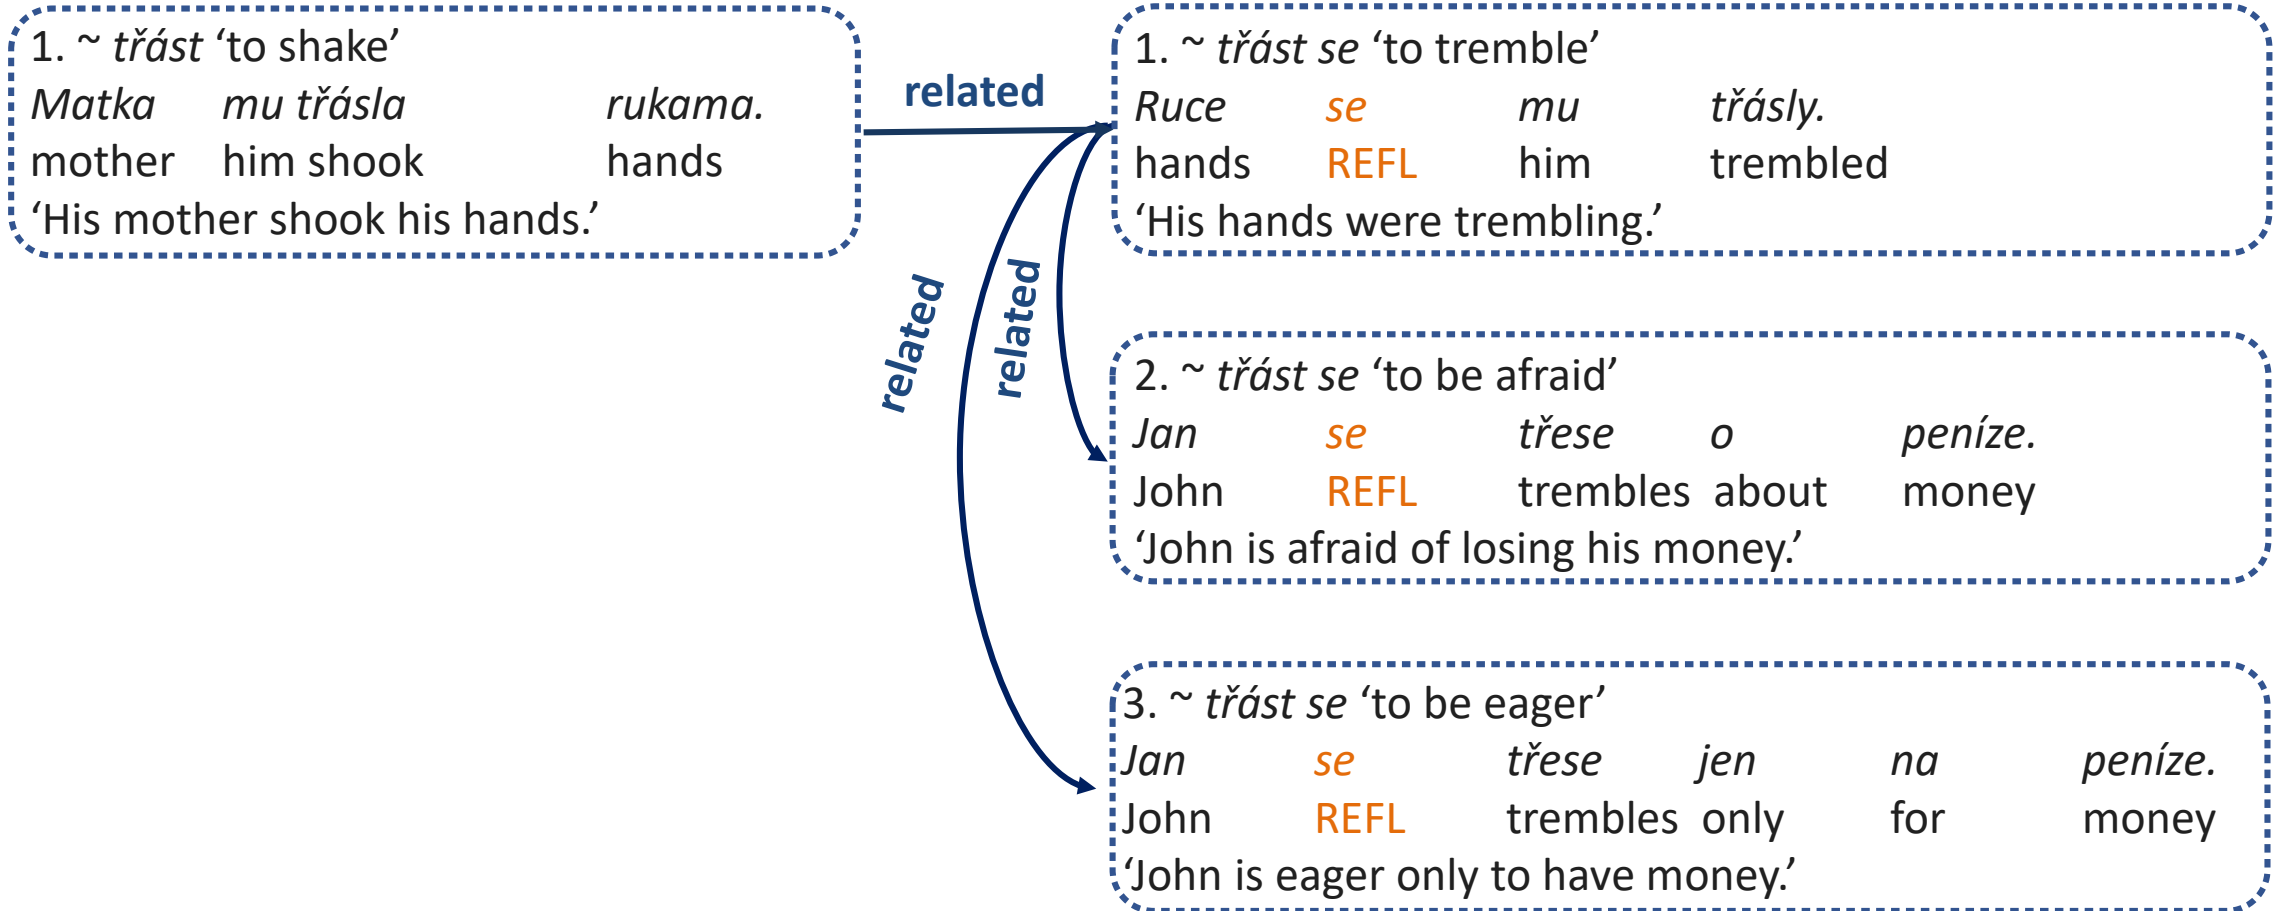 1. ~ třást ‘to shake’
Matka mu třásla rukama.
mother him shook hands
‘His mother shook his hands.’
related
1. ~ třást se ‘to tremble’
Ruce se mu třásly.
hands REFL him trembled
‘His hands were trembling.’
related
related
2. ~ třást se ‘to be afraid’
Jan se třese o peníze.
John REFL trembles about money
‘John is afraid of losing his money.’
3. ~ třást se ‘to be eager’
Jan se třese jen na peníze.
John REFL trembles only for money
‘John is eager only to have money.’